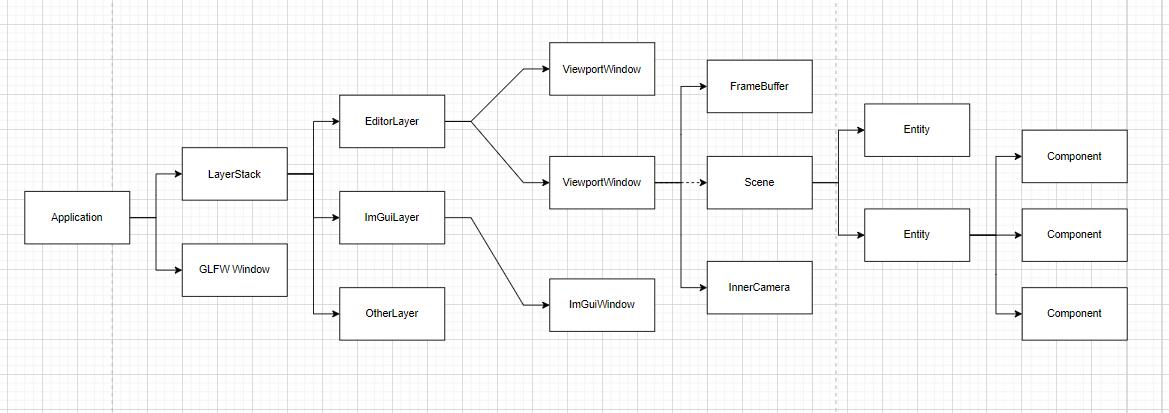 Application
LayerStack
GLFW Window
EditorLayer
ImGuiLayer
OtherLayer
ViewportWindow
ViewportWindow
ImGuiWindow
FrameBuffer
Scene
InnerCamera
Entity
Entity
Component
Component
Component